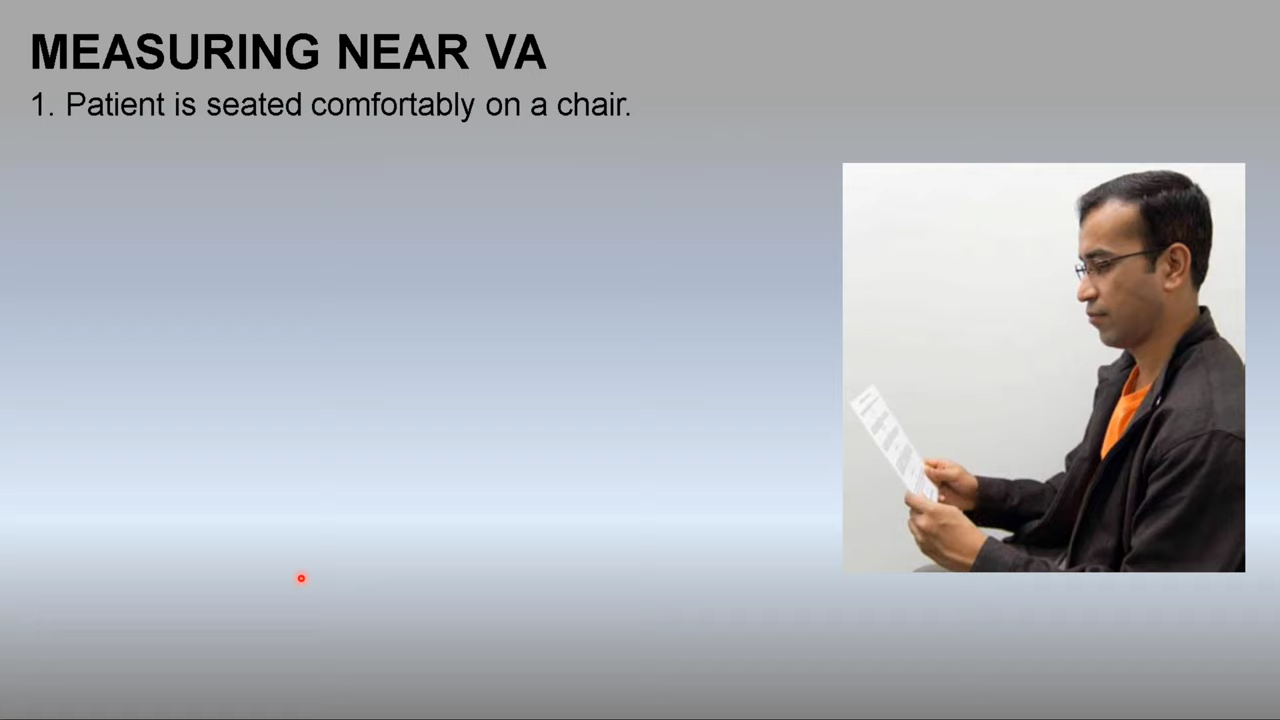 MEASURING NEAR VA
1. Patient is seated comfortably on a chair.